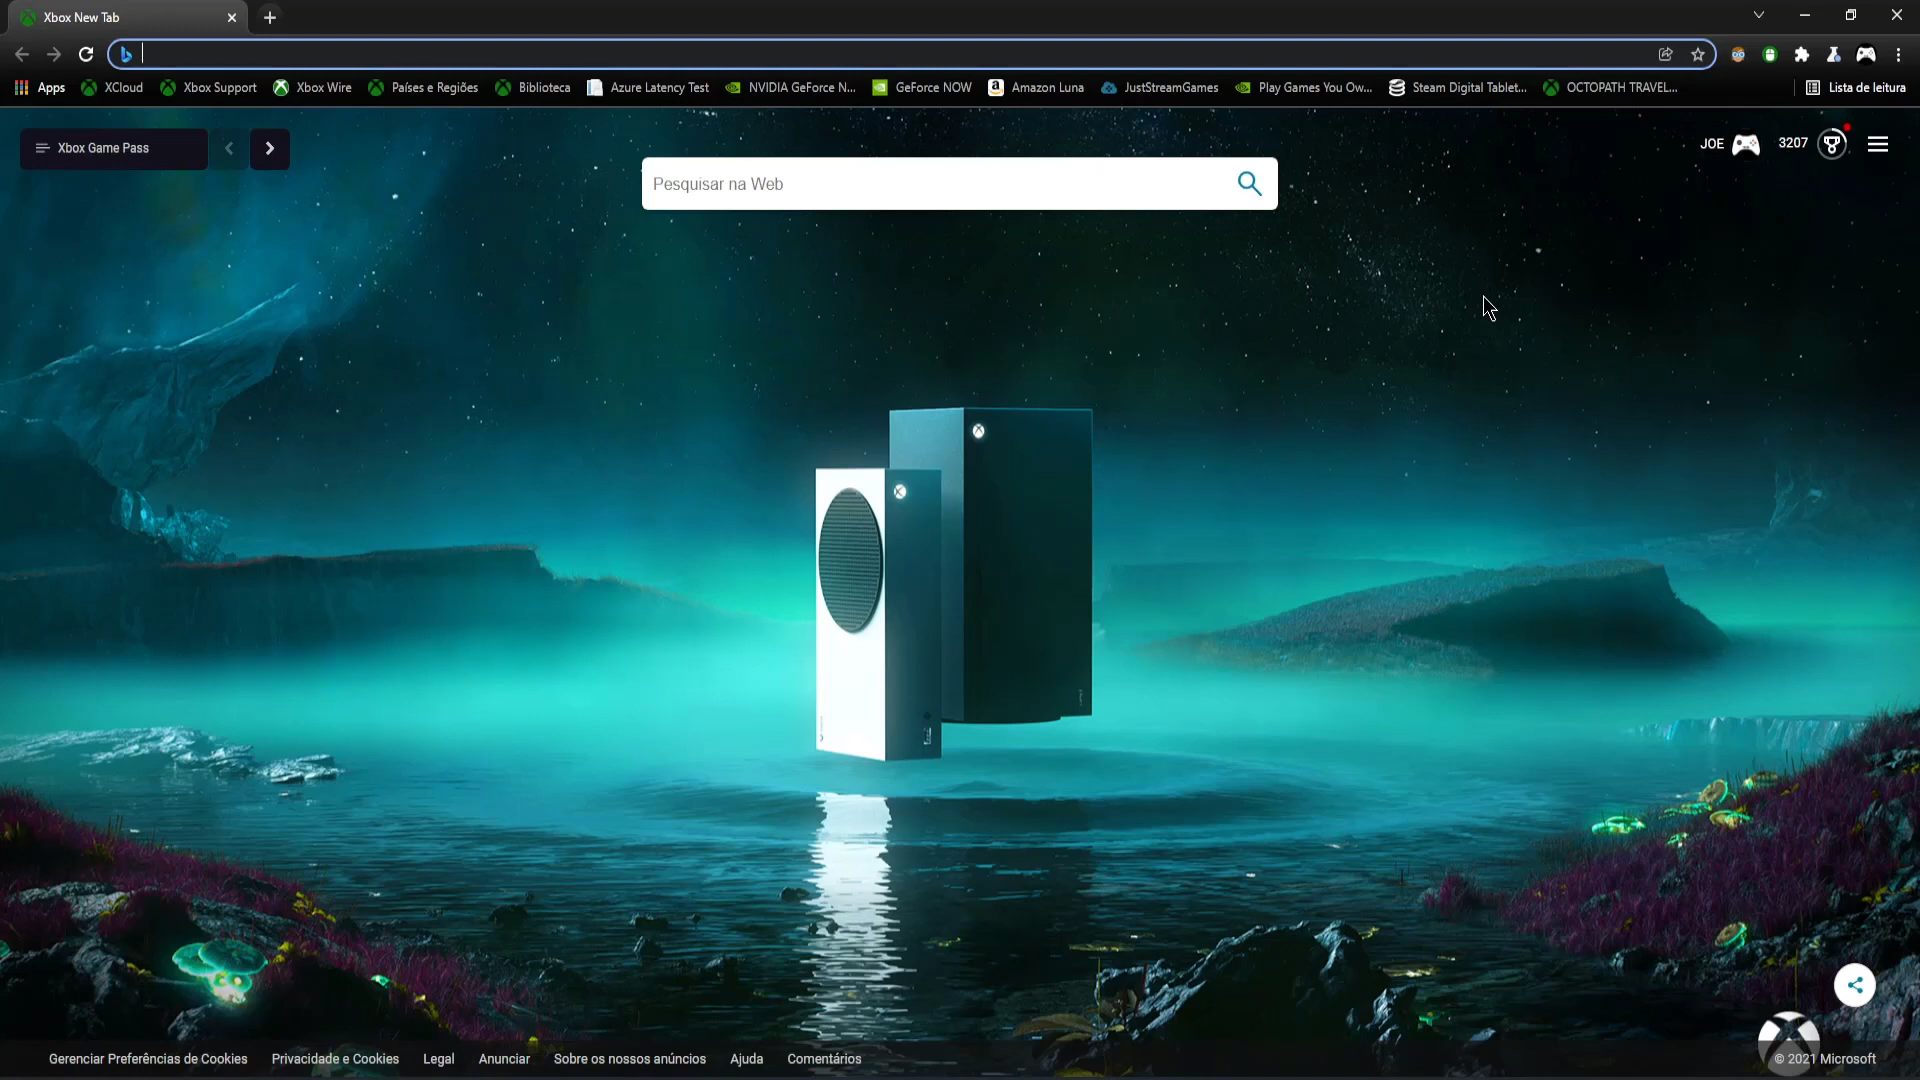 Xbox New Tab
Apps
XCloud
Xbox Support
Xbox Wire
Países e Regiões
Biblioteca
Azure Latency Test
NVIDIA GeForce N...
GeForce NOW
Amazon Luna
JustStreamGames
Play Games You Ow...
Steam Digital Tablet...
OCTOPATH TRAVEL...
Lista de leitura
Xbox Game Pass
JOE
3207
Pesquisar na Web
Gerenciar Preferências de Cookies
Privacidade e Cookies
Legal
Anunciar
Sobre os nossos anúncios
Ajuda
Comentários
© 2021 Microsoft